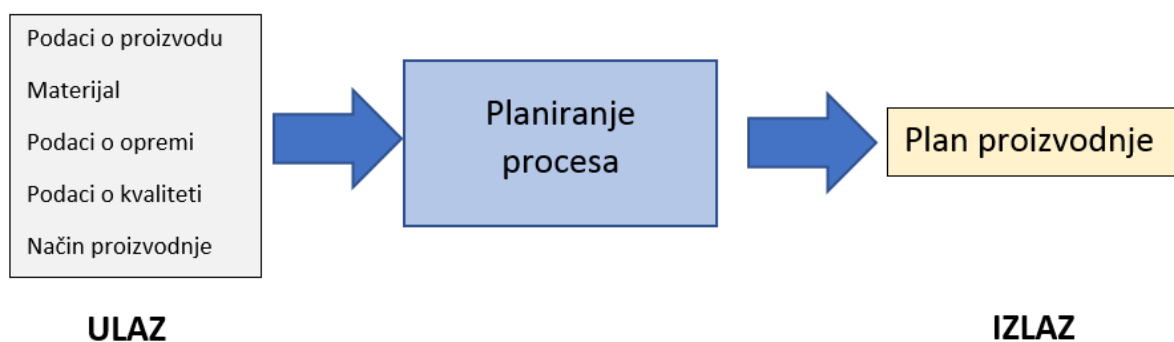 Podaci o proizvodu
Materijal
Podaci o opremi
Podaci o kvaliteti
Način proizvodnje
Planiranje
procesa
Plan proizvodnje
ULAZ
IZLAZ